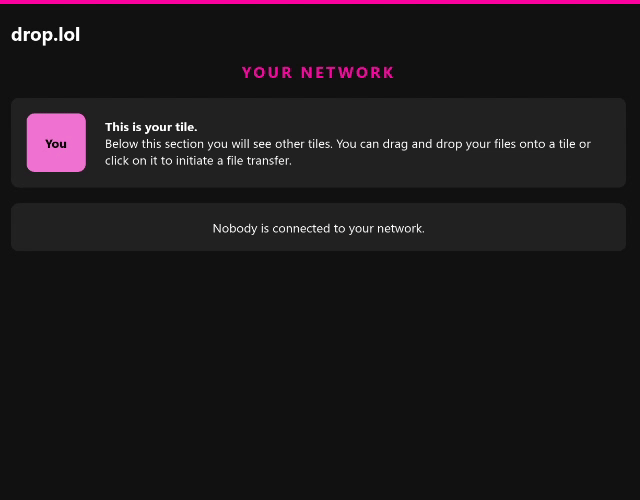 drop.lol
YOUR NETWORK
You
This is your tile.
Below this section you will see other tiles. You can drag and drop your files onto a tile or
click on it to initiate a file transfer.
Nobody is connected to your network.